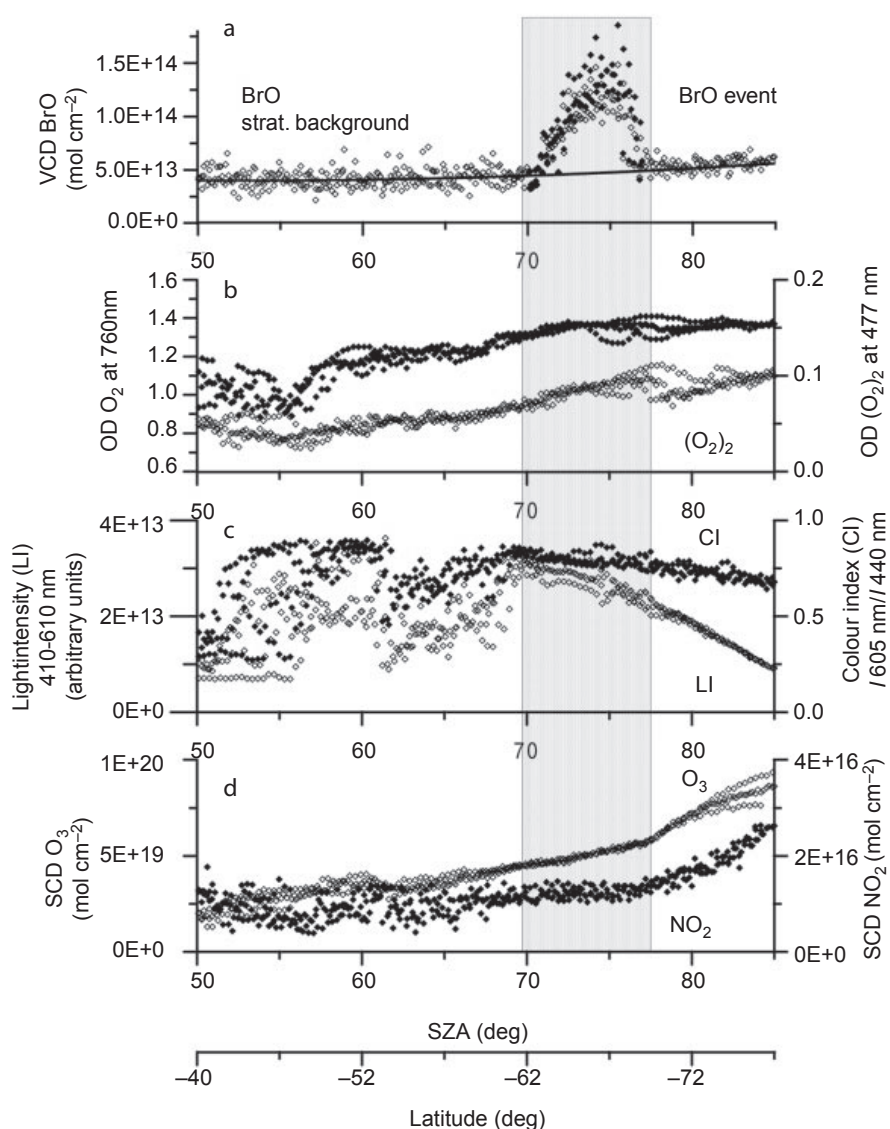 a
VCD BrO
(mol cm−2)
1.5E+14
1.0E+14
5.0E+13
0.0E+0
BrO
strat. background
BrO event
50 60 70 80
b
OD O2 at 760nm
1.6
1.4
1.2
1.0
0.8
0.6
(O2)2
0.2
0.1
0.0
OD (O2)2 at 477 nm
50 60 70 80
c
Lightintensity (LI)
410-610 nm
(arbitrary units)
4E+13
2E+13
0E+0
CI
LI
1.0
0.5
0.0
Colour index (CI)
I 605 nm/I 440 nm
50 60 70 80
d
SCD O3
(mol cm−2)
1E+20
5E+19
0E+0
O3
NO2
4E+16
2E+16
0E+0
SCD NO2 (mol cm−2)
50 60 70 80
SZA (deg)
−40 −52 −62 −72
Latitude (deg)